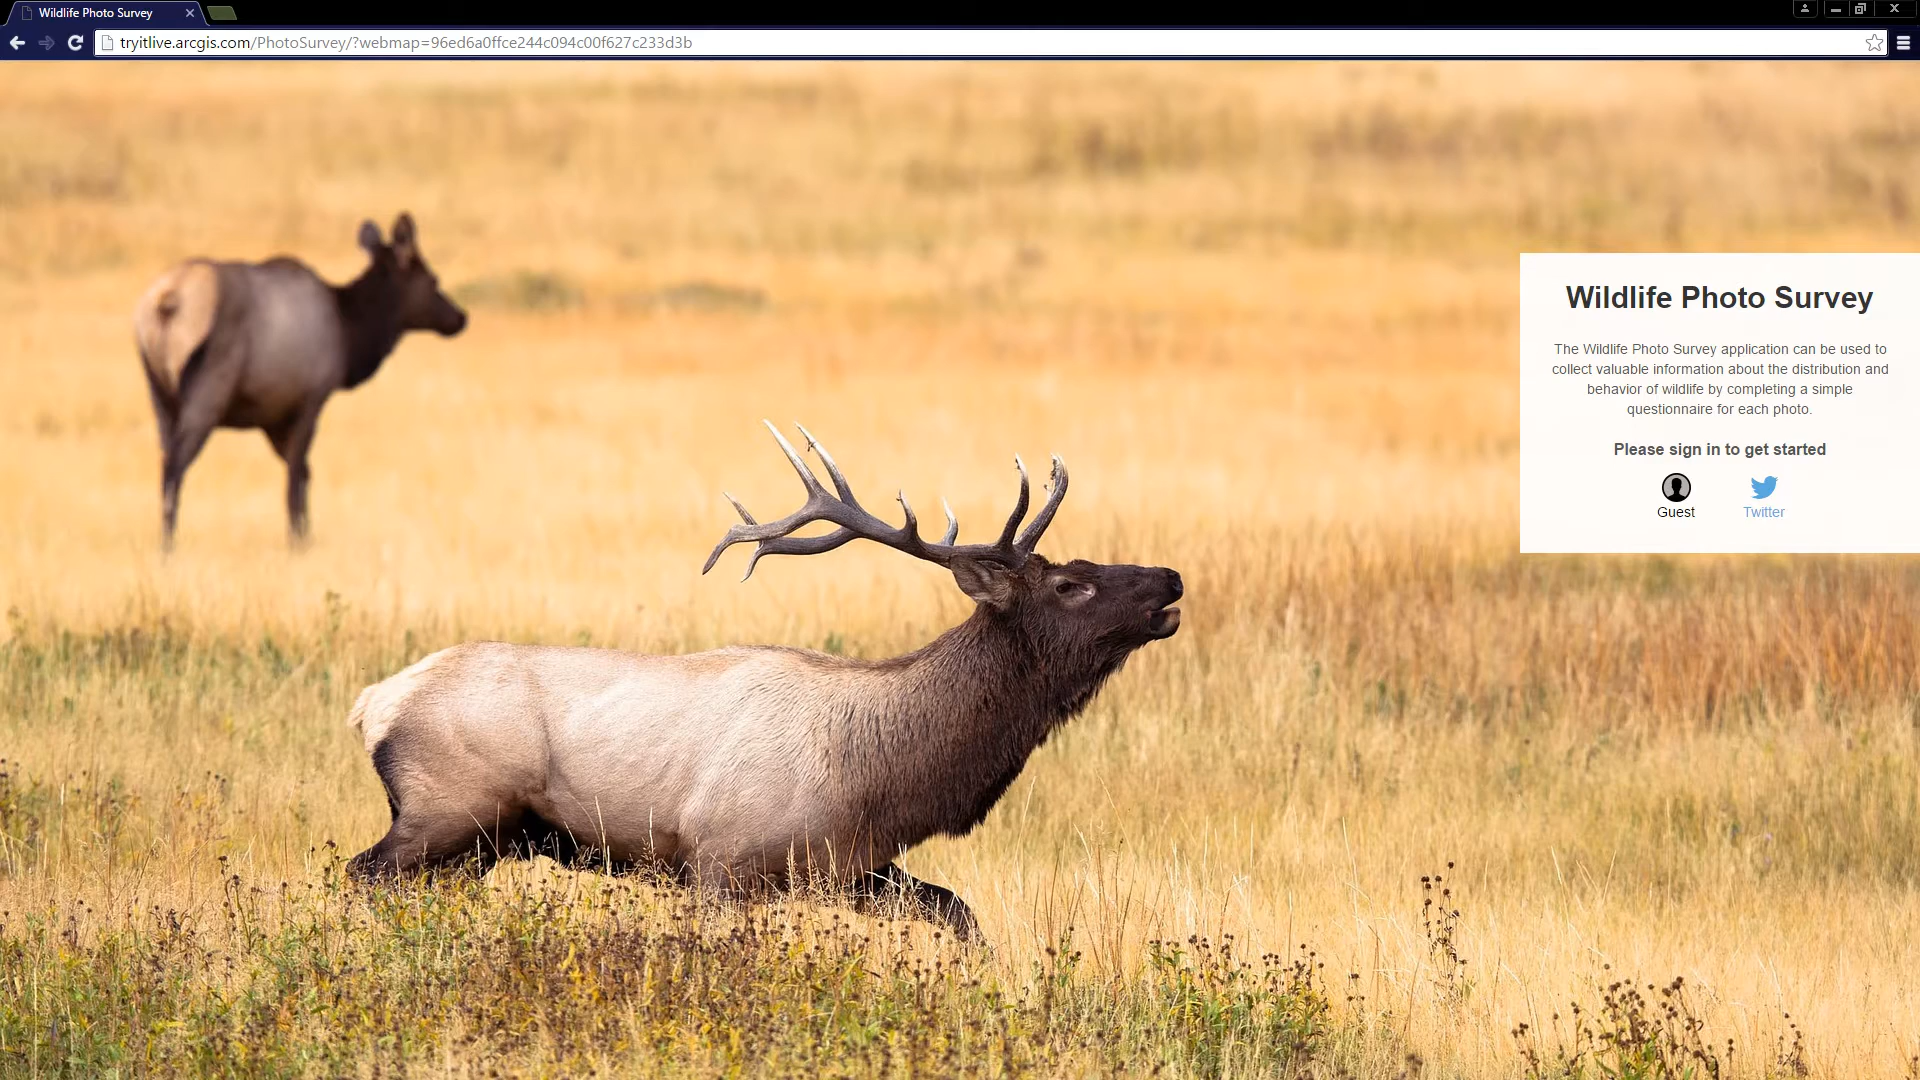 Wildlife Photo Survey
tryitlive.arcgis.com/PhotoSurvey/?webmap=96ed6a0ffce244c094c00f627c233d3b
Wildlife Photo Survey
The Wildlife Photo Survey application can be used to
collect valuable information about the distribution and
behavior of wildlife by completing a simple
questionnaire for each photo.
Please sign in to get started
Guest
Twitter